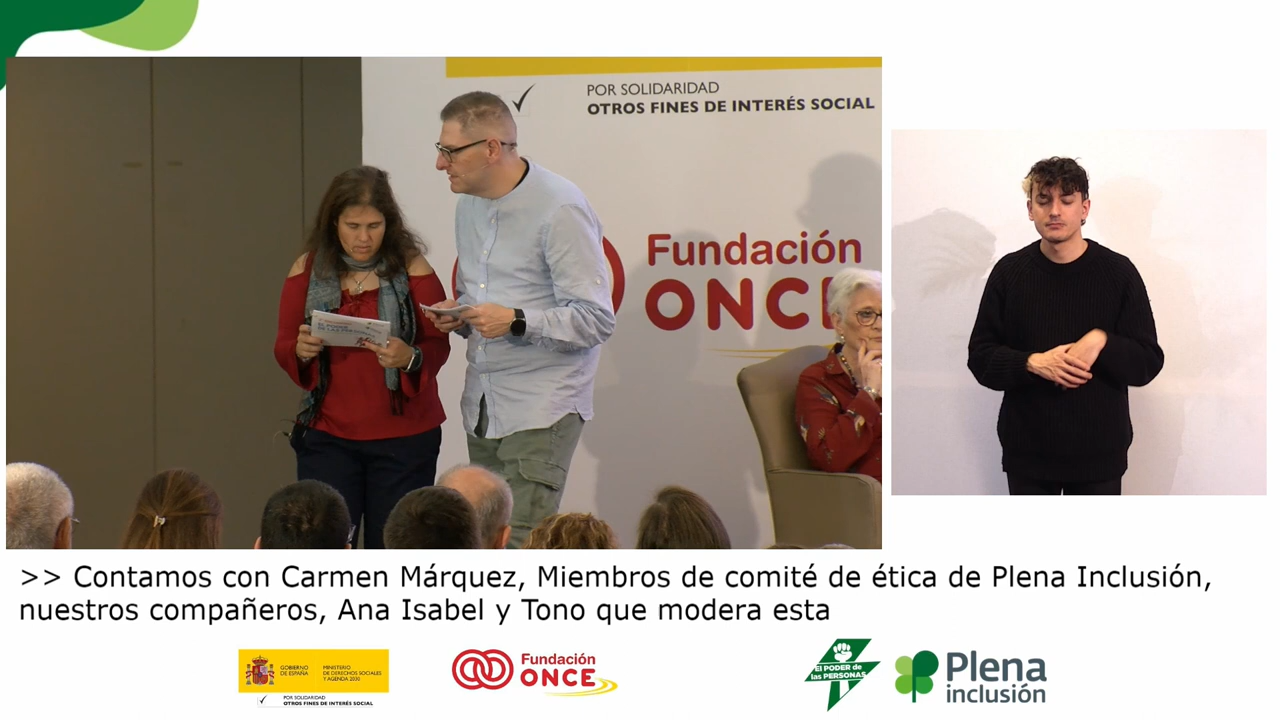 POR SOLIDARIDAD
OTROS FINES DE INTERÉS SOCIAL
Fundación
ONCE
EL PODER
>> Contamos con Carmen Márquez, Miembros de comité de ética de Plena Inclusión,
nuestros compañeros, Ana Isabel y Tono que modera esta
GOBIERNO
DE ESPAÑA
MINISTERIO
DE DERECHOS SOCIALES
Y AGENDA 2030
POR SOLIDARIDAD
OTROS FINES DE INTERÉS SOCIAL
Fundación
ONCE
El PODER de
las PERSONAS
Plena
inclusión